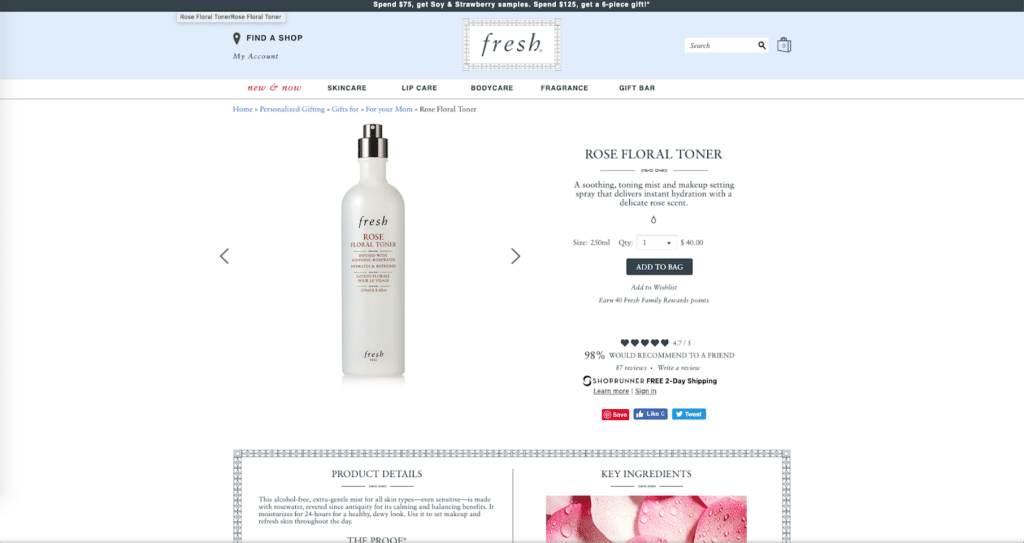 Spend $75, get Soy & Strawberry samples. Spend $125, get a 6-piece gift!*
Rose Floral TonerRose Floral Toner
FIND A SHOP
My Account
fresh
Search
0
new & now
SKINCARE
LIP CARE
BODYCARE
FRAGRANCE
GIFT BAR
Home » Personalized Gifting » Gifts for » For your Mom » Rose Floral Toner
fresh
ROSE
FLORAL TONER
INFUSED WITH
SOOTHING ROSEWATER
HYDRATES & REFRESHES
LOTION FLORALE
POUR LE VISAGE
fresh
ROSE FLORAL TONER
A soothing, toning mist and makeup setting
spray that delivers instant hydration with a
delicate rose scent.
Size: 250ml Qty: 1 $ 40.00
ADD TO BAG
Add to Wishlist
Earn 40 Fresh Family Rewards points
4.7 / 5
98% WOULD RECOMMEND TO A FRIEND
87 reviews • Write a review
SHOPRUNNER FREE 2-Day Shipping
Learn more | Sign in
Save
Like
Tweet
PRODUCT DETAILS
This alcohol-free, extra-gentle mist for all skin types—even sensitive—is made
with rosewater, revered since antiquity for its calming and balancing benefits. It
moisturizes for 24-hours for a healthy, dewy look. Use it to set makeup and
refresh skin throughout the day.
THE PROOF*
KEY INGREDIENTS